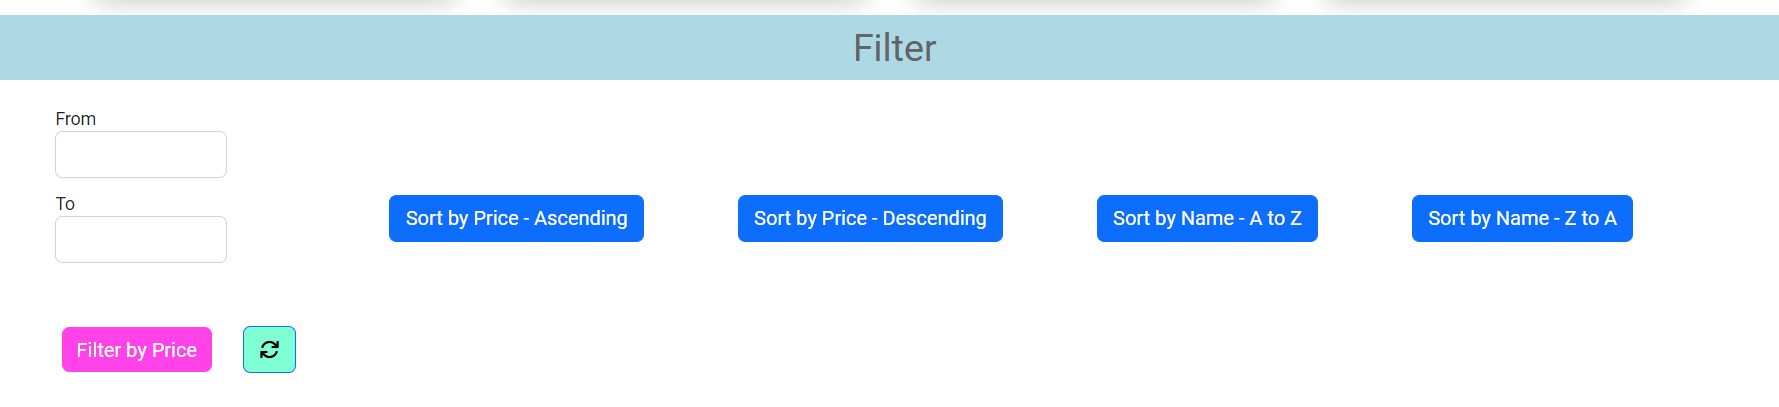 Filter
From
To
Sort by Price - Ascending
Sort by Price - Descending
Sort by Name - A to Z
Sort by Name - Z to A
Filter by Price